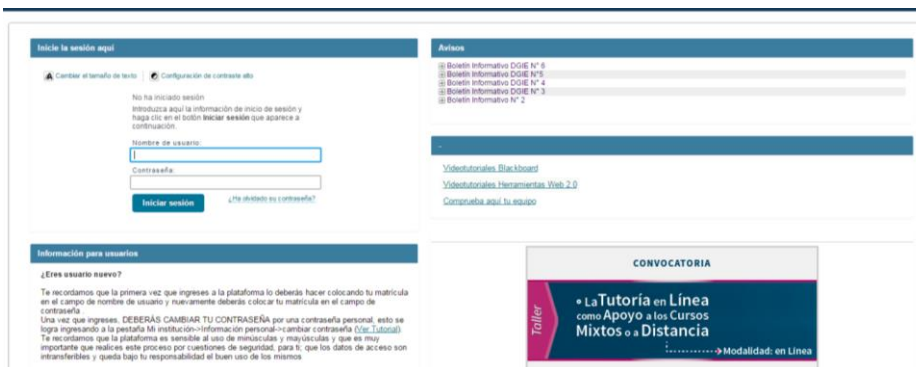 Inicie la sesión aquí
Cambiar el tamaño de texto
Configuración de contraste alto
No ha iniciado sesión
Introduzca aquí la información de inicio de sesión y
haga clic en el botón Iniciar sesión que aparece a
continuación.
Nombre de usuario:
Contraseña:
Iniciar sesión
¿Ha olvidado su contraseña?
Información para usuarios
¿Eres usuario nuevo?
Te recordamos que la primera vez que ingreses a la plataforma lo deberás hacer colocando tu matrícula
en el campo de nombre de usuario y nuevamente deberás colocar tu matrícula en el campo de
contraseña .
Una vez que ingreses, DEBERÁS CAMBIAR TU CONTRASEÑA por una contraseña personal, esto se
logra ingresando a la pestaña Mi institución->Información personal->cambiar contraseña (Ver Tutorial).
Te recordamos que la plataforma es sensible al uso de minúsculas y mayúsculas y que es muy
importante que realices este proceso por cuestiones de seguridad, para ti; que los datos de acceso son
intransferibles y queda bajo tu responsabilidad el buen uso de los mismos
Avisos
Boletín Informativo DGIE N° 6
Boletín Informativo DGIE N°5
Boletín Informativo DGIE N° 4
Boletín Informativo DGIE N° 3
Boletín Informativo N° 2
-
Videotutoriales Blackboard
Videotutoriales Herramientas Web 2.0
Comprueba aquí tu equipo
CONVOCATORIA
Taller
• La Tutoría en Línea
como Apoyo a los Cursos
Mixtos o a Distancia
Modalidad: en Línea